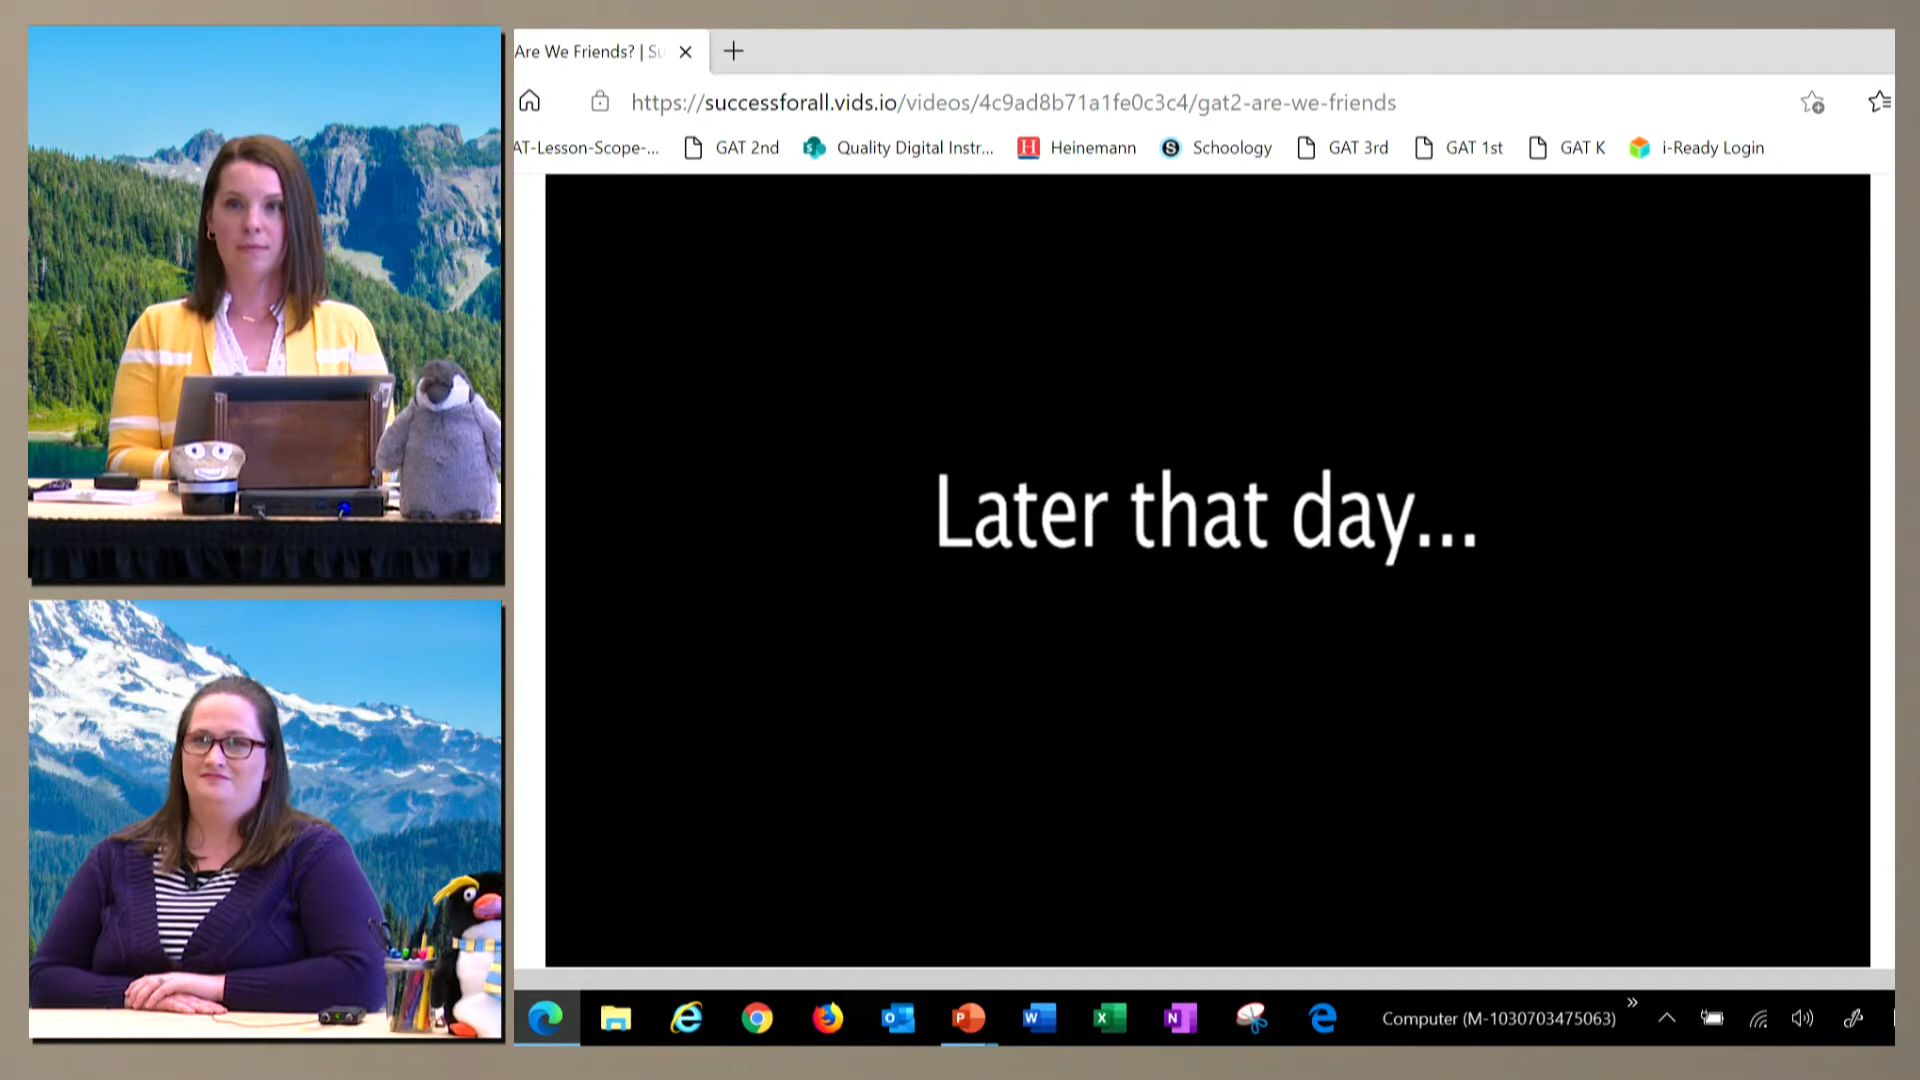 Are We Friends? | Su
https://successforall.vids.io/videos/4c9ad8b71a1fe0c3c4/gat2-are-we-friends
AT-Lesson-Scope-... GAT 2nd Quality Digital Instr... Heinemann Schoology GAT 3rd GAT 1st GAT K i-Ready Login
Later that day...
Computer (M-1030703475063)